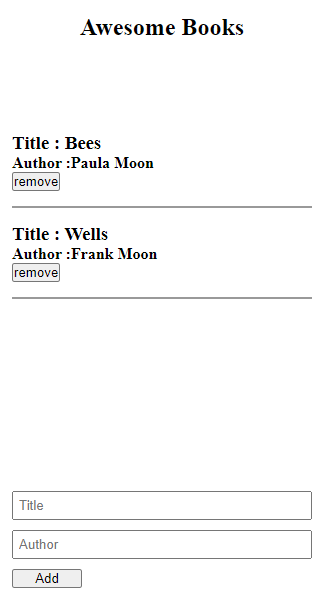 Awesome Books
Title : Bees
Author :Paula Moon
remove
Title : Wells
Author :Frank Moon
remove
Title
Author
Add